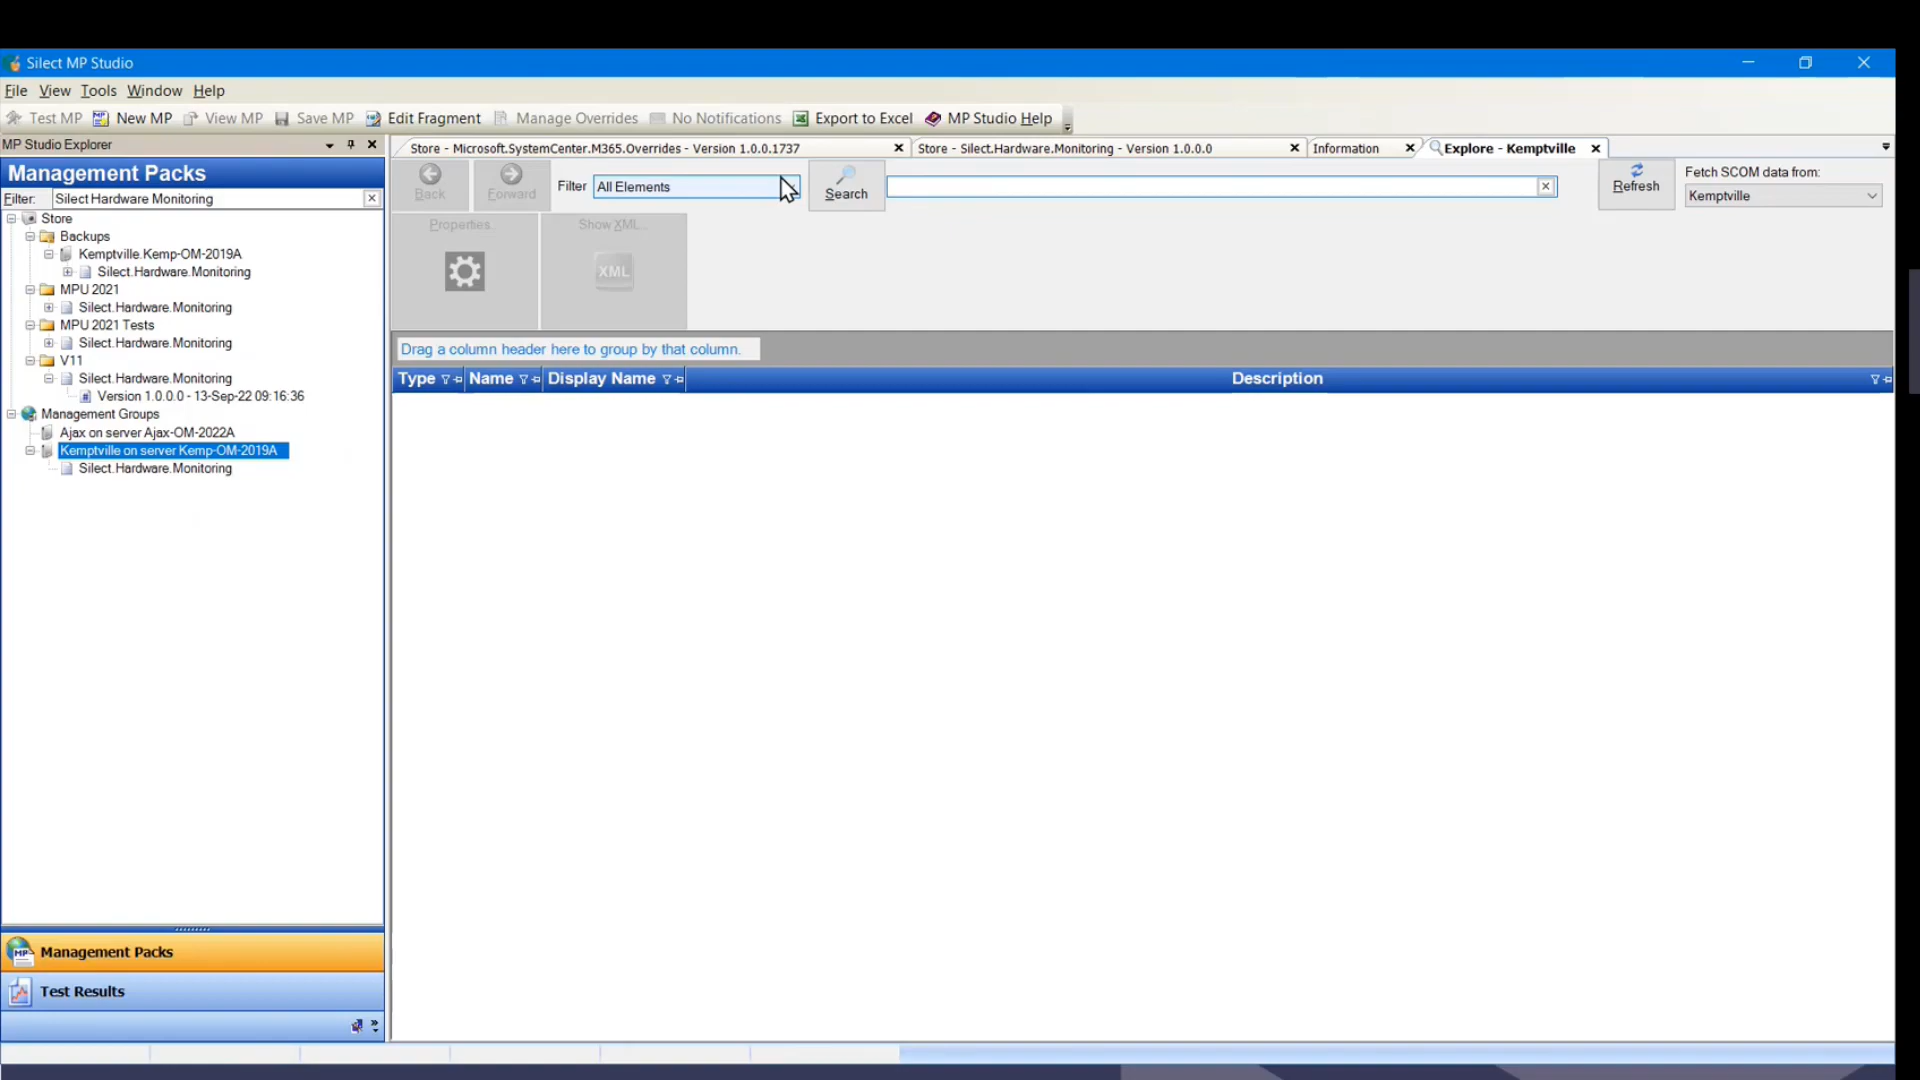 Silect MP Studio
File View Tools Window Help
Test MP New MP View MP Save MP Edit Fragment Manage Overrides No Notifications Export to Excel MP Studio Help
MP Studio Explorer
Store - Microsoft.SystemCenter.M365.Overrides - Version 1.0.0.1737
Store - Silect.Hardware.Monitoring - Version 1.0.0.0
Information
Explore - Kemptville
Management Packs
Filter: Silect Hardware Monitoring
Store
Backups
Kemptville.Kemp-OM-2019A
Silect.Hardware.Monitoring
MPU 2021
Silect.Hardware.Monitoring
MPU 2021 Tests
Silect.Hardware.Monitoring
V11
Silect.Hardware.Monitoring
Version 1.0.0.0 - 13-Sep-22 09:16:36
Management Groups
Ajax on server Ajax-OM-2022A
Kemptville on server Kemp-OM-2019A
Silect.Hardware.Monitoring
Back
Forward
Filter All Elements
Search
Refresh
Fetch SCOM data from:
Kemptville
Properties...
Show XML...
XML
Drag a column header here to group by that column.
Type Name Display Name Description
MP Management Packs
Test Results